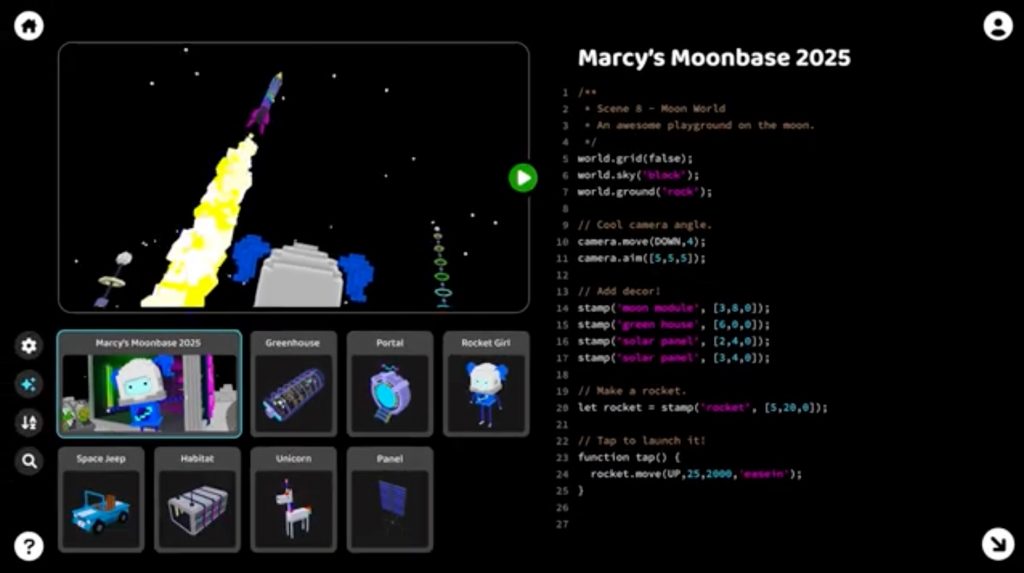 Marcy's Moonbase 2025
1 /**
2 * Scene 8 - Moon World
3 * An awesome playground on the moon.
4 */
5 world.grid(false);
6 world.sky('black');
7 world.ground('rock');
8
9 // Cool camera angle.
10 camera.move(DOWN,4);
11 camera.aim([5,5,5]);
12
13 // Add decor!
14 stamp('moon module', [3,8,0]);
15 stamp('green house', [6,0,0]);
16 stamp('solar panel', [2,4,0]);
17 stamp('solar panel', [3,4,0]);
18
19 // Make a rocket.
20 let rocket = stamp('rocket', [5,20,0]);
21
22 // Tap to launch it!
23 function tap() {
24 rocket.move(UP,25,2000,'easein');
25 }
26
27
Marcy's Moonbase 2025
Greenhouse
Portal
Rocket Girl
Space Jeep
Habitat
Unicorn
Panel
?